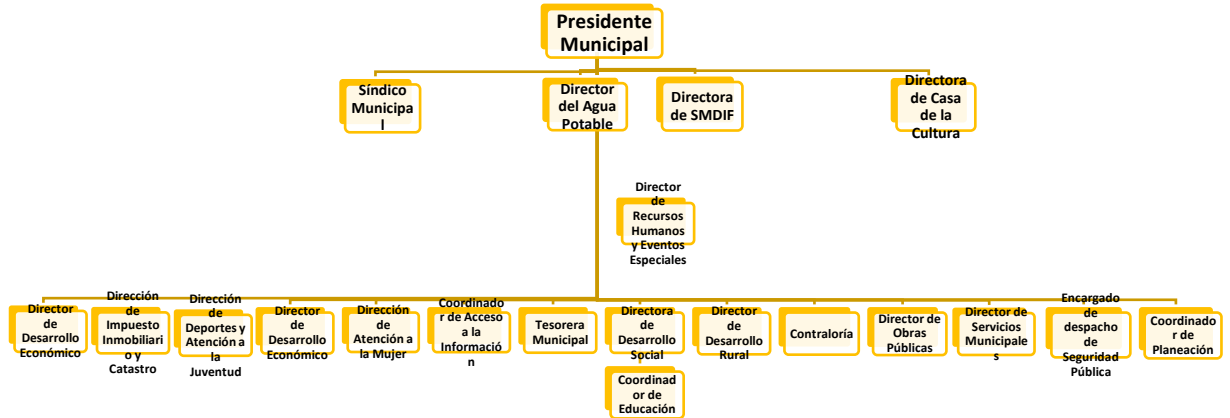 Presidente
Municipal
Síndico
Municipa
l
Director
del Agua
Potable
Directora
de SMDIF
Directora
de Casa
de la
Cultura
Director
de
Recursos
Humanos
y Eventos
Especiales
Director
de
Desarrollo
Económico
Dirección
de
Impuesto
Inmobiliari
o y
Catastro
Dirección
de
Deportes y
Atención a
la
Juventud
Director
de
Desarrollo
Económico
Dirección
de
Atención a
la Mujer
Coordinado
r de Acceso
a la
Informació
n
Tesorera
Municipal
Directora
de
Desarrollo
Social
Director
de
Desarrollo
Rural
Contraloría
Director de
Obras
Públicas
Director de
Servicios
Municipale
s
Encargado
de
despacho
de
Seguridad
Pública
Coordinado
r de
Planeación
Coordinad
or de
Educación